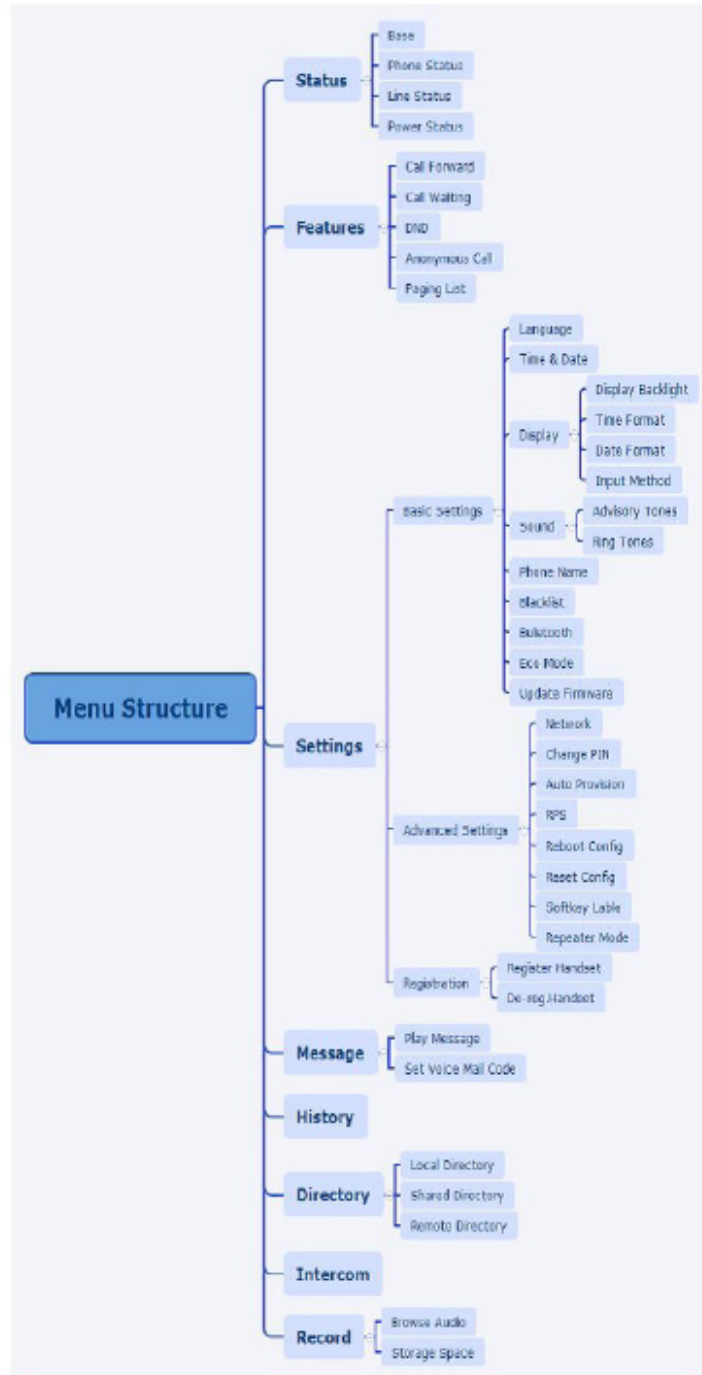 Base
Phone Status
Status
Line Status
Power Status
Call Forward
Call Waiting
Features
DND
Anonymous Call
Paging List
Language
Time & Date
Display Backlight
Time Format
Display
Date Format
Input Method
Basic Settings
Advisory Tones
Sound
Ring Tones
Phone Name
Blacklist
Buletooth
Eco Mode
Update Firmware
Menu Structure
Network
Settings
Change PIN
Auto Provision
RPS
Advanced Settings
Reboot Config
Reset Config
Softkey Lable
Repeater Mode
Register Handset
Registration
De-reg.Handset
Play Message
Message
Set Voice Mail Code
History
Local Directory
Directory
Shared Directory
Remote Directory
Intercom
Browse Audio
Record
Storage Space